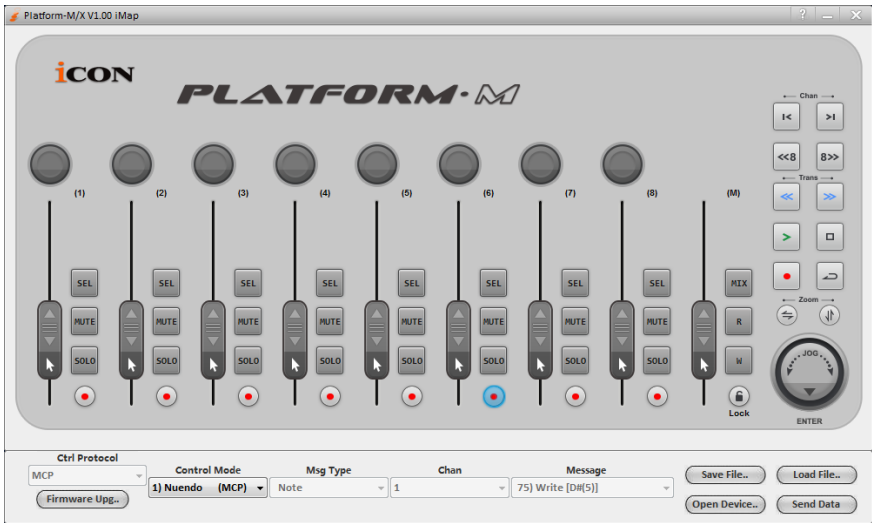 Platform-M/X V1.00 iMap
? — X
iCON
PLATFORM·M
Chan
I< >I
<<8 8>>
Trans
<< >>
>
Zoom
(1) (2) (3) (4) (5) (6) (7) (8) (M)
SEL SEL SEL SEL SEL SEL SEL SEL MIX
MUTE MUTE MUTE MUTE MUTE MUTE MUTE MUTE R
SOLO SOLO SOLO SOLO SOLO SOLO SOLO SOLO W
Lock
JOG
ENTER
Ctrl Protocol
MCP
Firmware Upg..
Control Mode
1) Nuendo (MCP)
Msg Type
Note
Chan
1
Message
75) Write [D#(5)]
Save File.. Load File..
Open Device.. Send Data